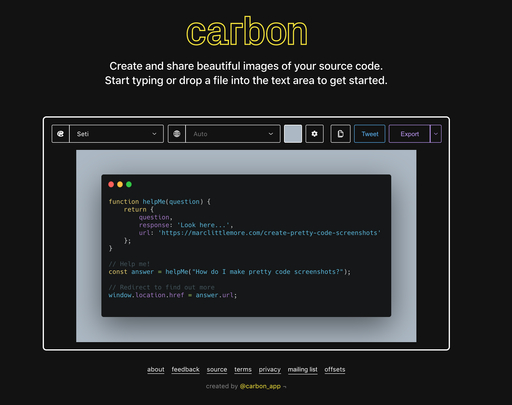 carbon
Create and share beautiful images of your source code.
Start typing or drop a file into the text area to get started.
Seti
Auto
Tweet
Export
function helpMe(question) {
    return {
        question,
        response: 'Look here...',
        url: 'https://marclittlemore.com/create-pretty-code-screenshots'
    };
}
// Help me!
const answer = helpMe("How do I make pretty code screenshots?");
// Redirect to find out more
window.location.href = answer.url;
about feedback source terms privacy mailing list offsets
created by @carbon_app ¬